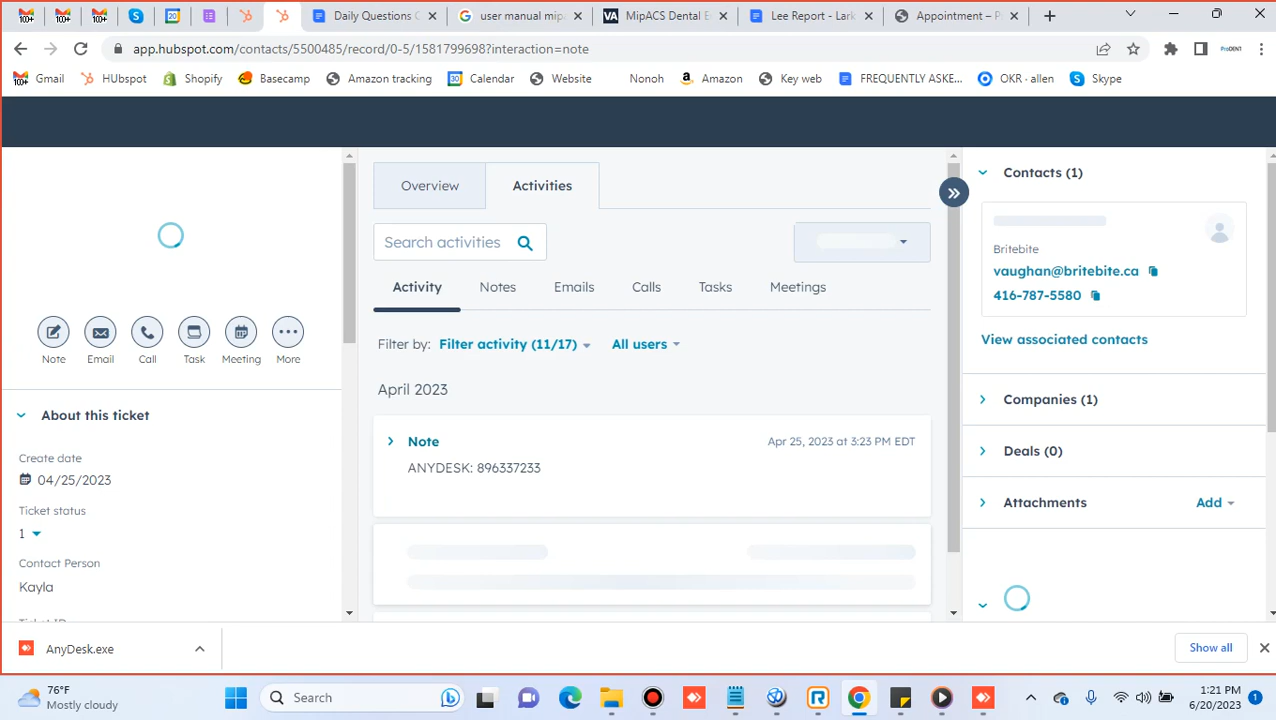 Daily Questions C
user manual mipa
MipACS Dental E
Lee Report - Lark
Appointment – P
app.hubspot.com/contacts/5500485/record/0-5/1581799698?interaction=note
Gmail
HUbspot
Shopify
Basecamp
Amazon tracking
Calendar
Website
Nonoh
Amazon
Key web
FREQUENTLY ASKE...
OKR · allen
Skype
Overview
Activities
Search activities
Activity
Notes
Emails
Calls
Tasks
Meetings
Filter by: Filter activity (11/17) All users
April 2023
Note
Apr 25, 2023 at 3:23 PM EDT
ANYDESK: 896337233
Note
Email
Call
Task
Meeting
More
About this ticket
Create date
04/25/2023
Ticket status
1
Contact Person
Kayla
Contacts (1)
Britebite
vaughan@britebite.ca
416-787-5580
View associated contacts
Companies (1)
Deals (0)
Attachments
Add
AnyDesk.exe
Show all
76°F
Mostly cloudy
Search
1:21 PM
6/20/2023
1